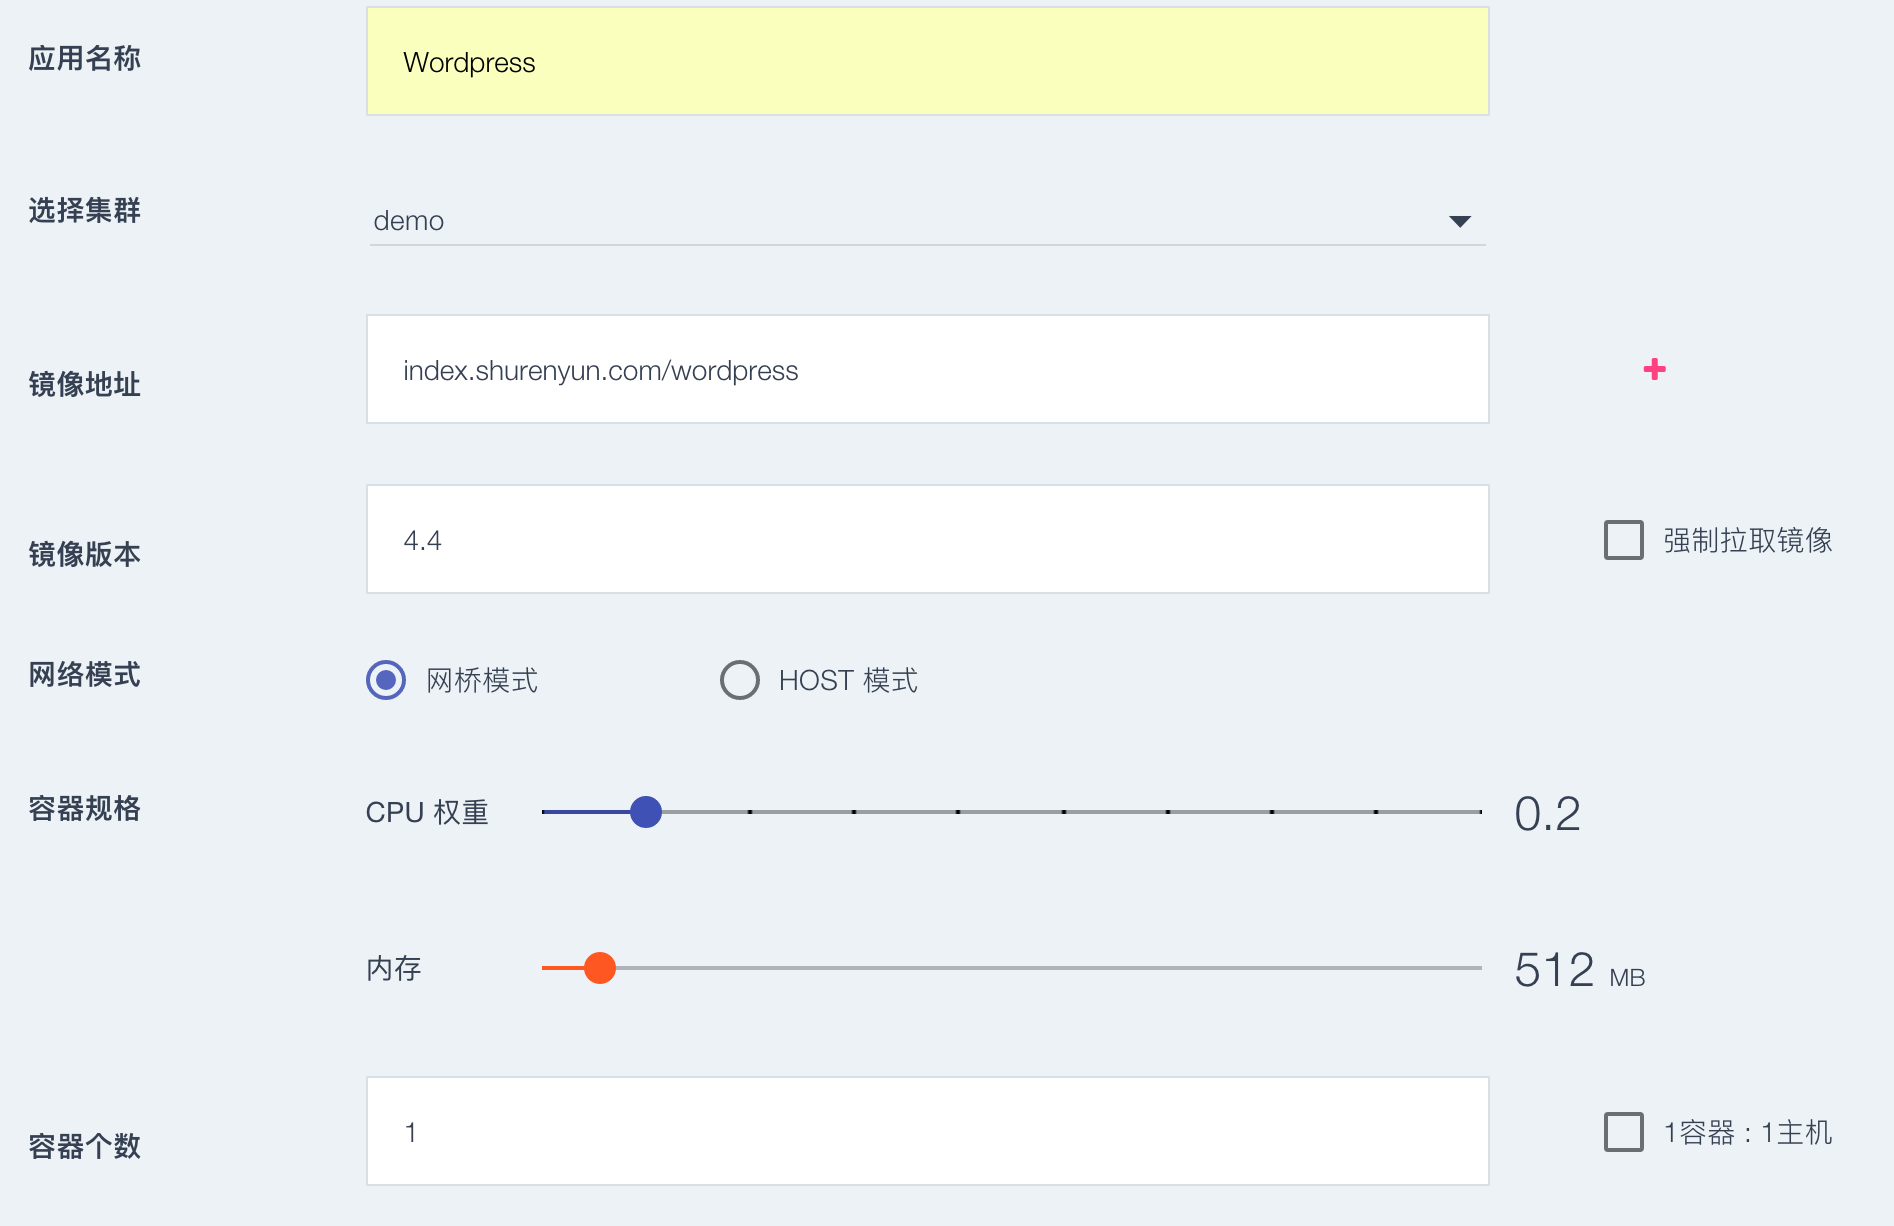 应用名称
Wordpress
选择集群
demo
镜像地址
index.shurenyun.com/wordpress
镜像版本
4.4
强制拉取镜像
网络模式
网桥模式
HOST 模式
容器规格
CPU 权重
0.2
内存
512 MB
容器个数
1
1容器 : 1主机